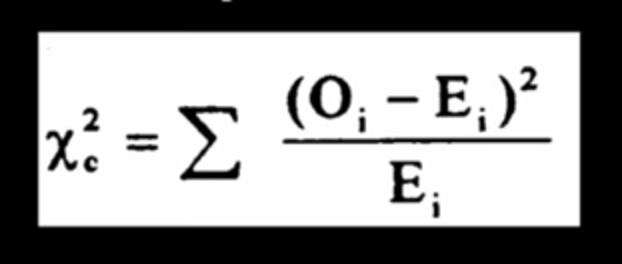 χ²c = ∑ (Oᵢ − Eᵢ)² / Eᵢ